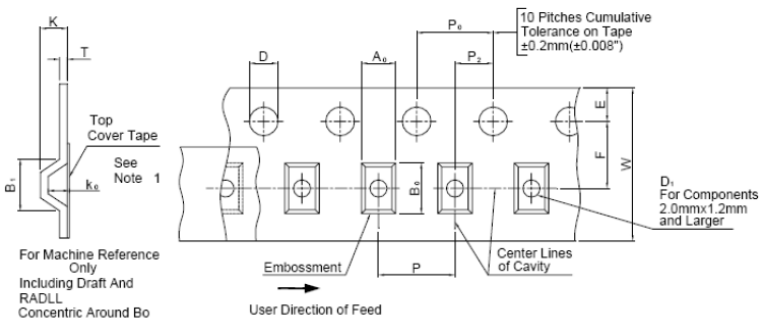 K
T
Top
Cover Tape
See
Note 1
B₁
k₀
For Machine Reference
Only
Including Draft And
RADLL
Concentric Around Bo
D
A₀
P₀
P₂
10 Pitches Cumulative
Tolerance on Tape
±0.2mm(±0.008")
E
F
W
B₀
D₁
For Components
2.0mmx1.2mm
and Larger
Embossment
P
Center Lines
of Cavity
User Direction of Feed